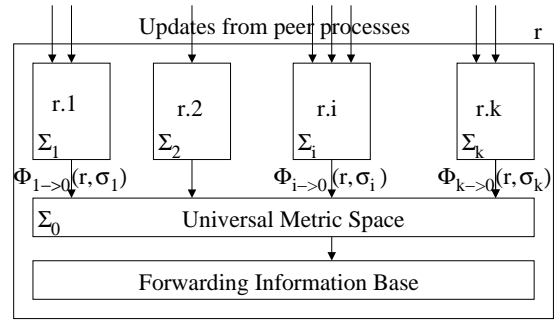 Updates from peer processes
r
r.1 r.2 r.i r.k
Σ1 Σ2 Σi Σk
Φ1->0(r,σ1) Φi->0(r,σi) Φk->0(r,σk)
Σ0 Universal Metric Space
Forwarding Information Base